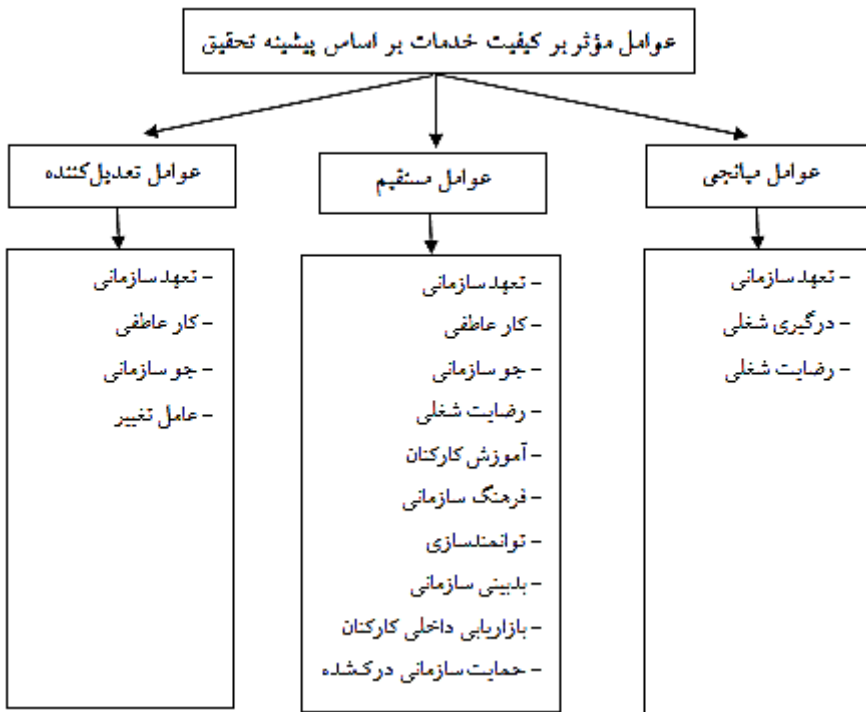 عوامل مؤثر بر کیفیت خدمات بر اساس پیشینه تحقیق
عوامل میانجی
- تعهد سازمانی
- درگیری شغلی
- رضایت شغلی
عوامل مستقیم
- تعهد سازمانی
- کار عاطفی
- جو سازمانی
- رضایت شغلی
- آموزش کارکنان
- فرهنگ سازمانی
- توانمندسازی
- بدبینی سازمانی
- بازاریابی داخلی کارکنان
- حمایت سازمانی درکشده
عوامل تعدیل‌کننده
- تعهد سازمانی
- کار عاطفی
- جو سازمانی
- عامل تغییر